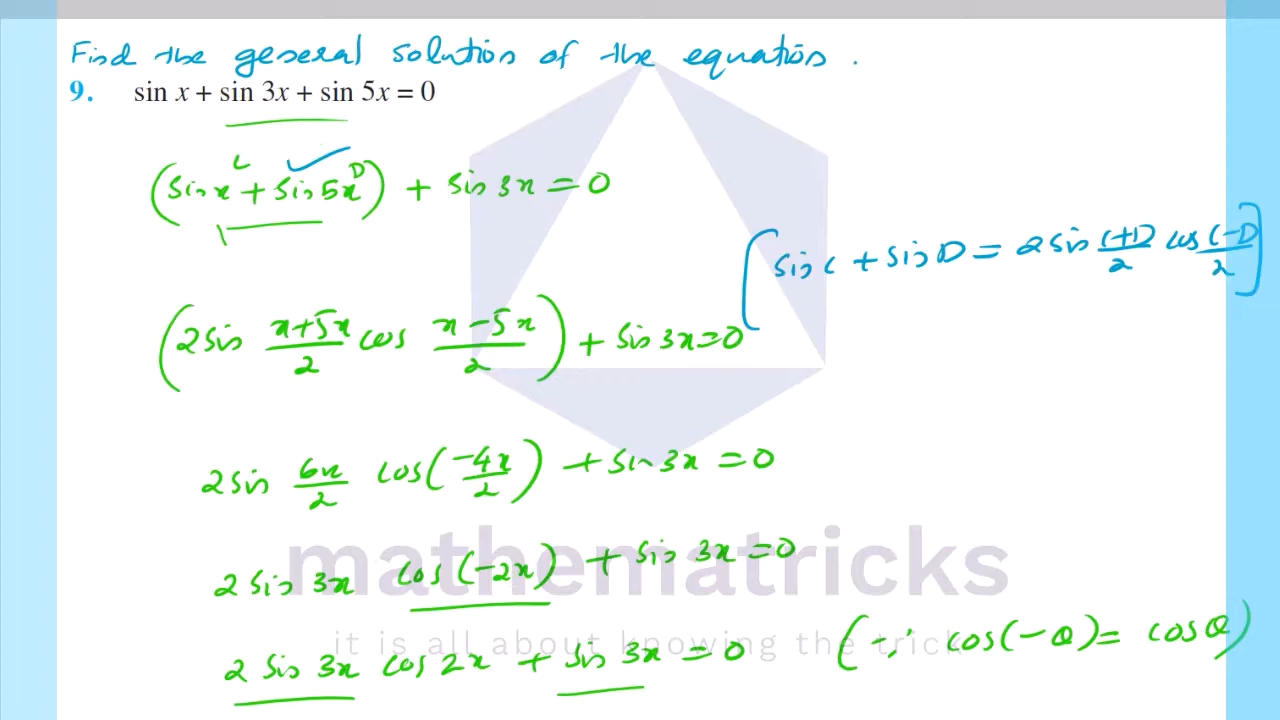 Find the general solution of the equation.
9. sin x + sin 3x + sin 5x = 0
(sin x + sin 5x) + sin 3x = 0
C D
[sin C + sin D = 2 sin (C+D)/2 cos (C-D)/2]
(2 sin (x+5x)/2 cos (x-5x)/2) + sin 3x = 0
2 sin 6x/2 cos(-4x/2) + sin 3x = 0
mathematricks
2 sin 3x cos(-2x) + sin 3x = 0
it is all about knowing the trick
(∵ cos(-θ) = cos θ)
2 sin 3x cos 2x + sin 3x = 0